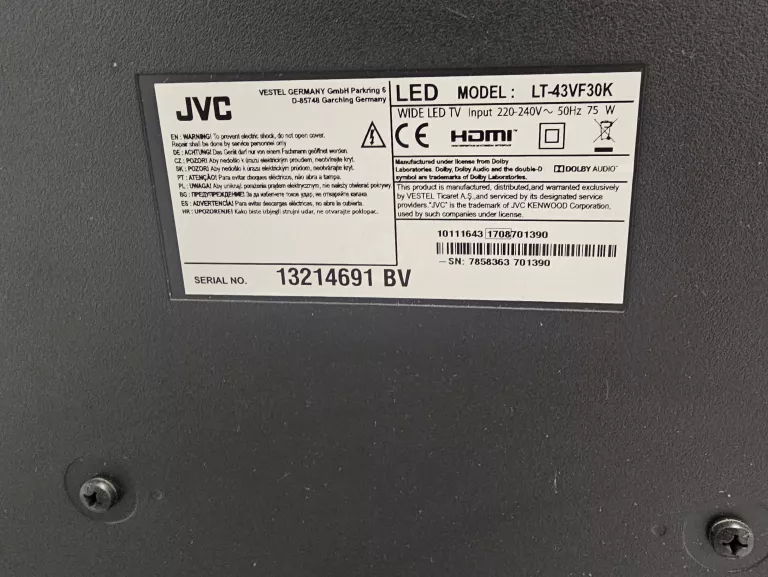 JVC
VESTEL GERMANY GmbH Parkring 6
D-85748 Garching Germany
EN : WARNING! To prevent electric shock, do not open cover.
Repair shall be done by service personnel only
DE : ACHTUNG! Das Gerät darf nur von einem Fachmann geöffnet werden.
CZ : POZOR! Aby nedošlo k úrazu elektrickým proudem, neotvírejte kryt.
SK : POZOR! Aby nedošlo k úrazu elektrickým prúdom, neotvárajte kryt.
PT : ATENÇÃO! Para evitar choques eléctricos, não abra a tampa.
PL : UWAGA! Aby uniknąć porażenia prądem elektrycznym, nie należy otwierać pokrywy.
BG : ПРЕДУПРЕЖДЕНИЕ! За да избегнете токов удар, не отваряйте капака
ES : ADVERTENCIA! Para evitar descargas eléctricas, no abra la cubierta.
HR : UPOZORENJE! Kako biste izbjegli strujni udar, ne otvarajte poklopac.
SERIAL NO. 13214691 BV
LED MODEL : LT-43VF30K
WIDE LED TV Input 220-240V~ 50Hz 75 W
CE HDMI
Manufactured under license from Dolby
Laboratories. Dolby, Dolby Audio and the double-D
symbol are trademarks of Dolby Laboratories.
DOLBY AUDIO™
This product is manufactured, distributed,and warranted exclusively
by VESTEL Ticaret A.Ş.,and serviced by its designated service
providers."JVC" is the trademark of JVC KENWOOD Corporation,
used by such companies under license.
10111643 1708701390
– SN: 7858363 701390